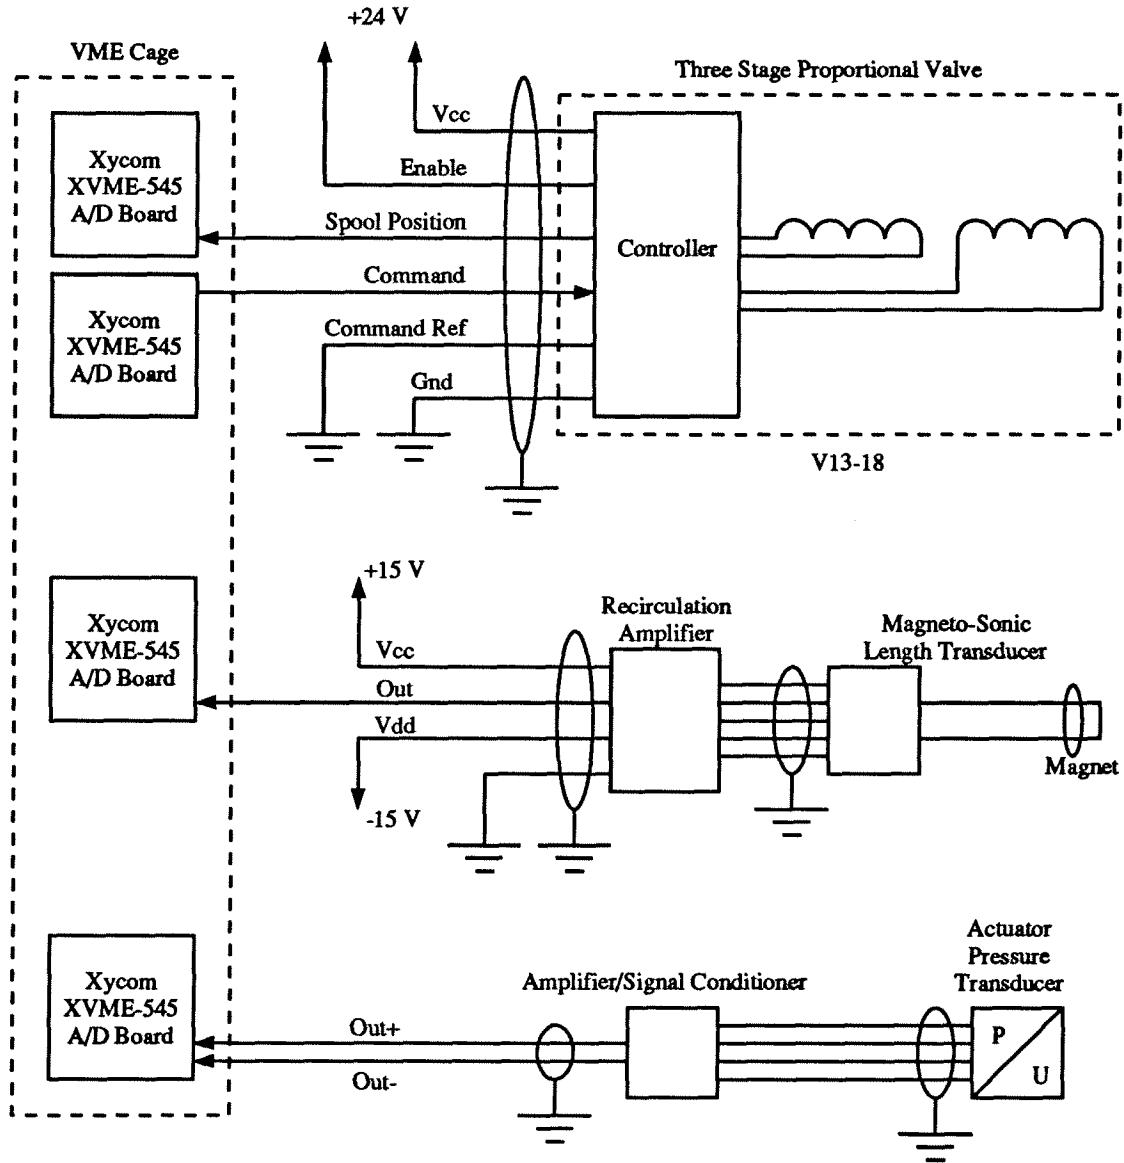 +24 V
VME Cage
Three Stage Proportional Valve
Vcc
Xycom
XVME-545
A/D Board
Enable
Spool Position
Controller
Command
Xycom
XVME-545
A/D Board
Command Ref
Gnd
V13-18
+15 V
Recirculation
Amplifier
Magneto-Sonic
Length Transducer
Xycom
XVME-545
A/D Board
Vcc
Out
Vdd
-15 V
Magnet
Actuator
Pressure
Transducer
Amplifier/Signal Conditioner
Xycom
XVME-545
A/D Board
Out+
Out-
P
U